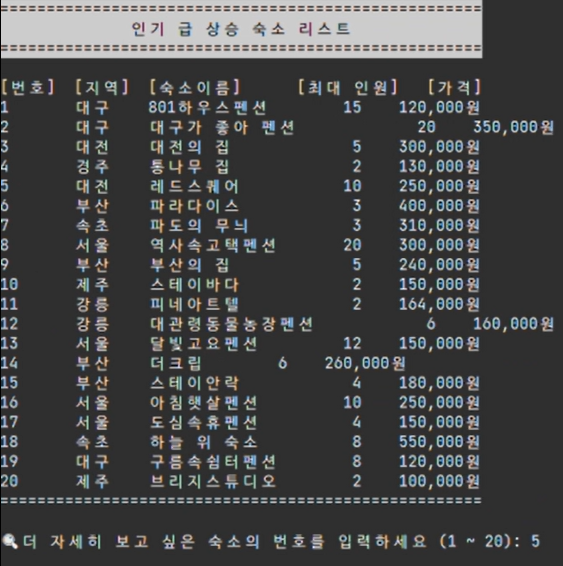 ====================================================
인기 급 상승 숙소 리스트
====================================================
[번호] [지역] [숙소이름] [최대 인원] [가격]
1 대구 801하우스펜션 15 120,000원
2 대구 대구가 좋아 펜션 20 350,000원
3 대전 대전의 집 5 300,000원
4 경주 통나무 집 2 130,000원
5 대전 레드스퀘어 10 250,000원
6 부산 파라다이스 3 400,000원
7 속초 파도의 무늬 3 310,000원
8 서울 역사속고택펜션 20 300,000원
9 부산 부산의 집 5 240,000원
10 제주 스테이바다 2 150,000원
11 강릉 피네아트텔 2 164,000원
12 강릉 대관령동물농장펜션 6 160,000원
13 서울 달빛고요펜션 12 150,000원
14 부산 더크립 6 260,000원
15 부산 스테이안락 4 180,000원
16 서울 아침햇살펜션 10 250,000원
17 서울 도심속휴펜션 4 150,000원
18 속초 하늘 위 숙소 8 550,000원
19 대구 구름속쉼터펜션 8 120,000원
20 제주 브리지스튜디오 2 100,000원
====================================================
🔍더 자세히 보고 싶은 숙소의 번호를 입력하세요 (1 ~ 20): 5